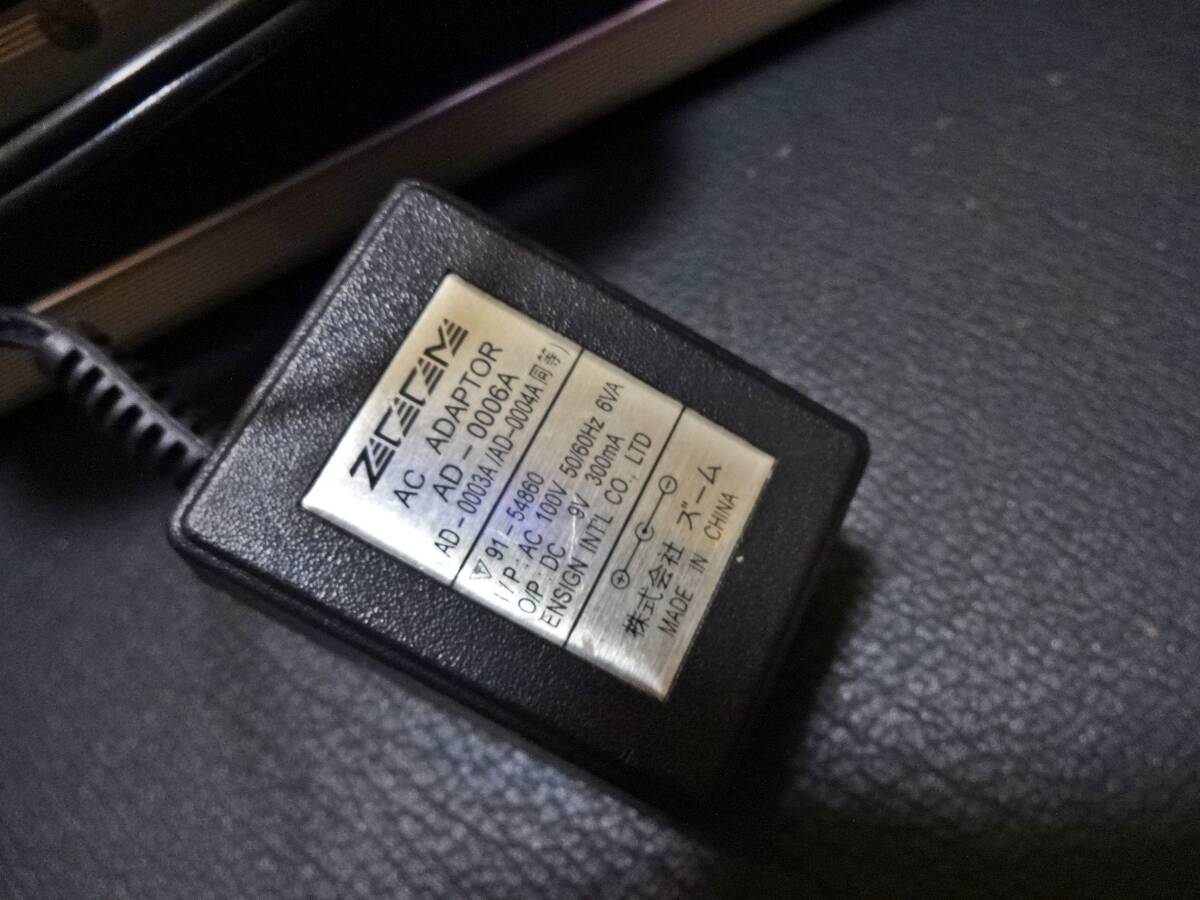 ZOOM
AC ADAPTOR
AD-0006A
(AD-0003A/AD-0004A同等)
91-54860
I/P: AC 100V 50/60Hz 6VA
O/P: DC 9V 300mA
ENSIGN INT'L CO., LTD
株式会社 ズーム
MADE IN CHINA